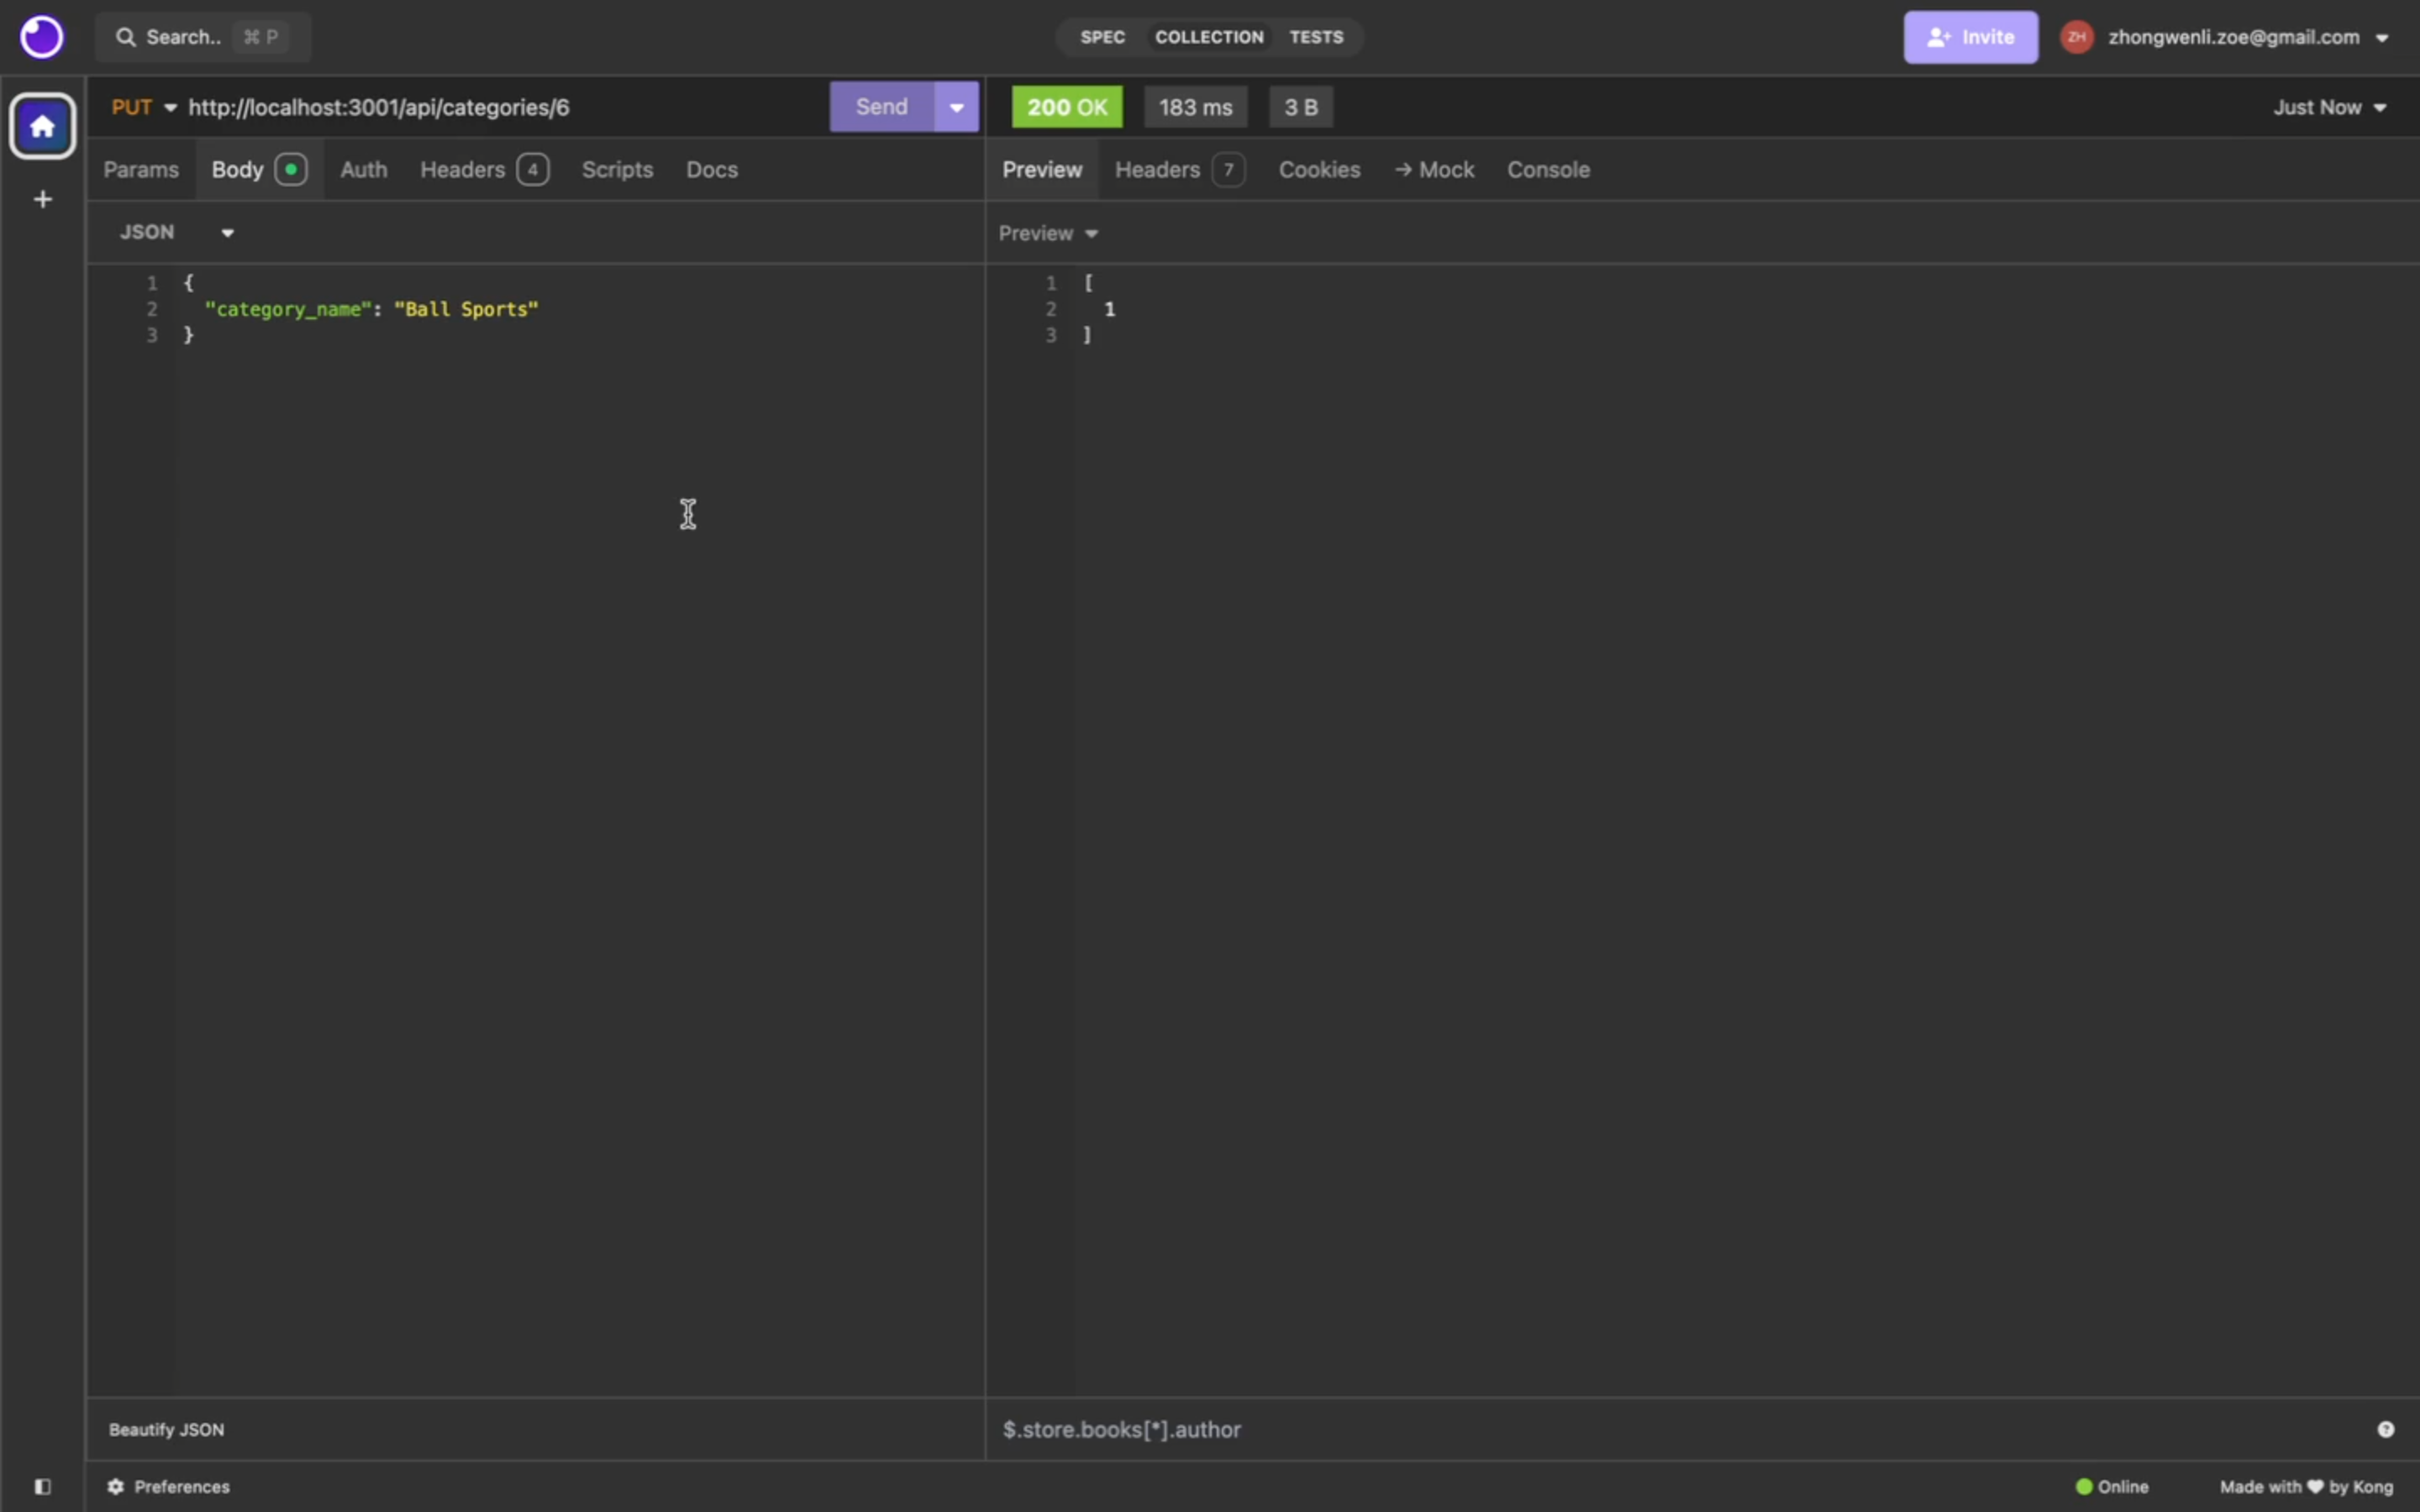 Search.. ⌘ P
SPEC COLLECTION TESTS
Invite
ZH zhongwenli.zoe@gmail.com
PUT http://localhost:3001/api/categories/6 Send
200 OK 183 ms 3 B Just Now
Params Body Auth Headers 4 Scripts Docs
Preview Headers 7 Cookies → Mock Console
JSON
Preview
1 {
2 "category_name": "Ball Sports"
3 }
1 [
2 1
3 ]
Beautify JSON
$.store.books[*].author
Preferences
Online Made with ♥ by Kong